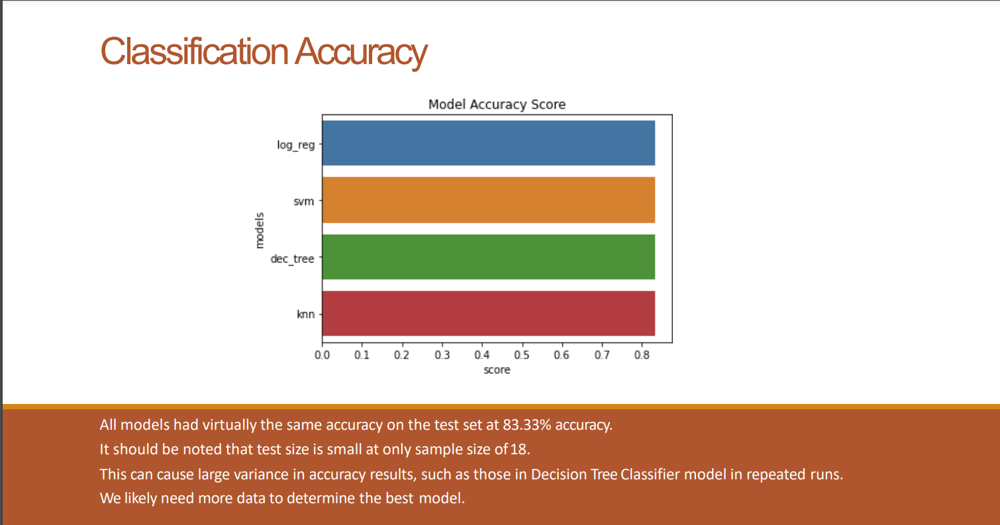 Classification Accuracy
Model Accuracy Score
log_reg
svm
dec_tree
knn
models
0.0 0.1 0.2 0.3 0.4 0.5 0.6 0.7 0.8
score
All models had virtually the same accuracy on the test set at 83.33% accuracy.
It should be noted that test size is small at only sample size of 18.
This can cause large variance in accuracy results, such as those in Decision Tree Classifier model in repeated runs.
We likely need more data to determine the best model.